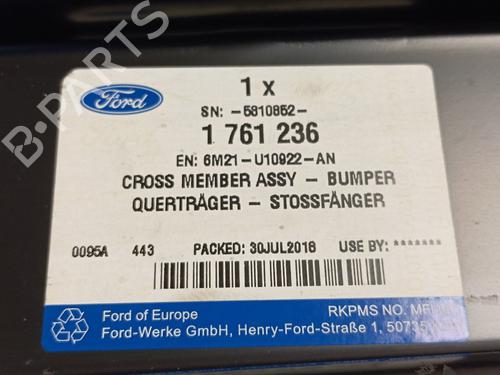 B-PARTS
Ford
1 x
SN: -5810852-
1 761 236
EN: 6M21-U10922-AN
CROSS MEMBER ASSY - BUMPER
QUERTRÄGER - STOSSFÄNGER
0095A 443 PACKED: 30JUL2018 USE BY: *******
Ford of Europe RKPMS NO.
Ford-Werke GmbH, Henry-Ford-Straße 1, 50735